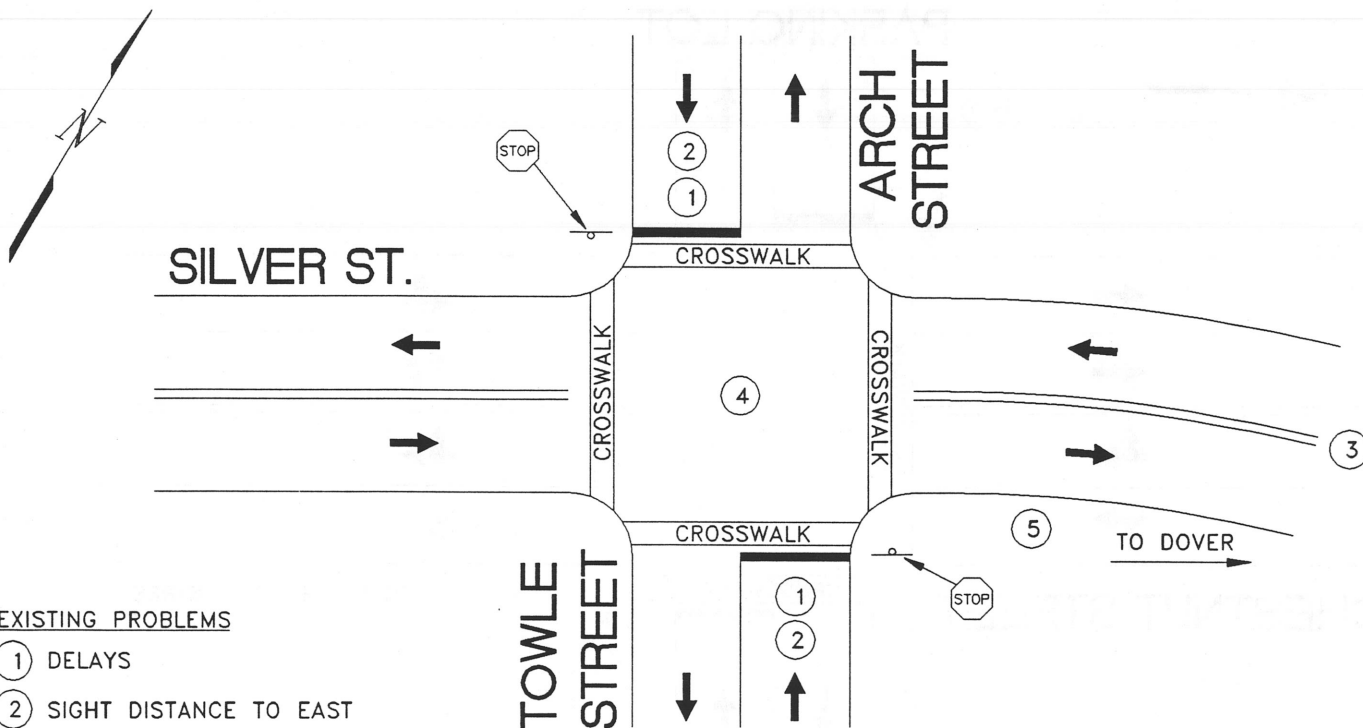 N
STOP
2
1
ARCH
STREET
CROSSWALK
SILVER ST.
CROSSWALK
4
CROSSWALK
3
CROSSWALK
5
TO DOVER
STOP
TOWLE
STREET
1
2
EXISTING PROBLEMS
1 DELAYS
2 SIGHT DISTANCE TO EAST